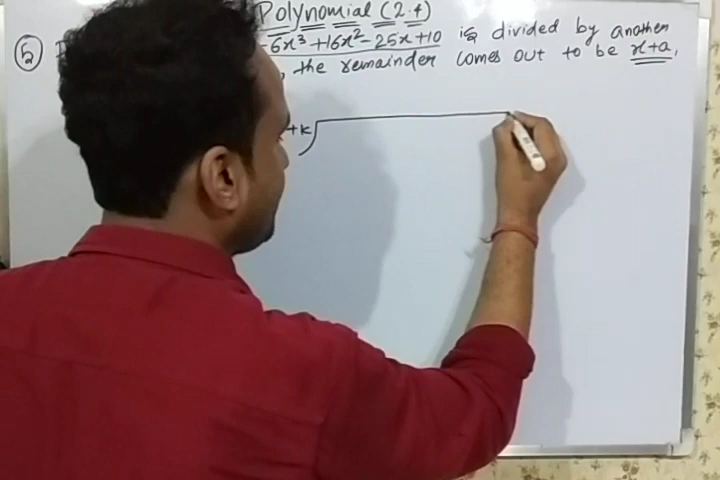 Polynomial (2.4)
5 -6x³ + 16x² - 25x + 10 is divided by another
, the remainder comes out to be x+a,
+k